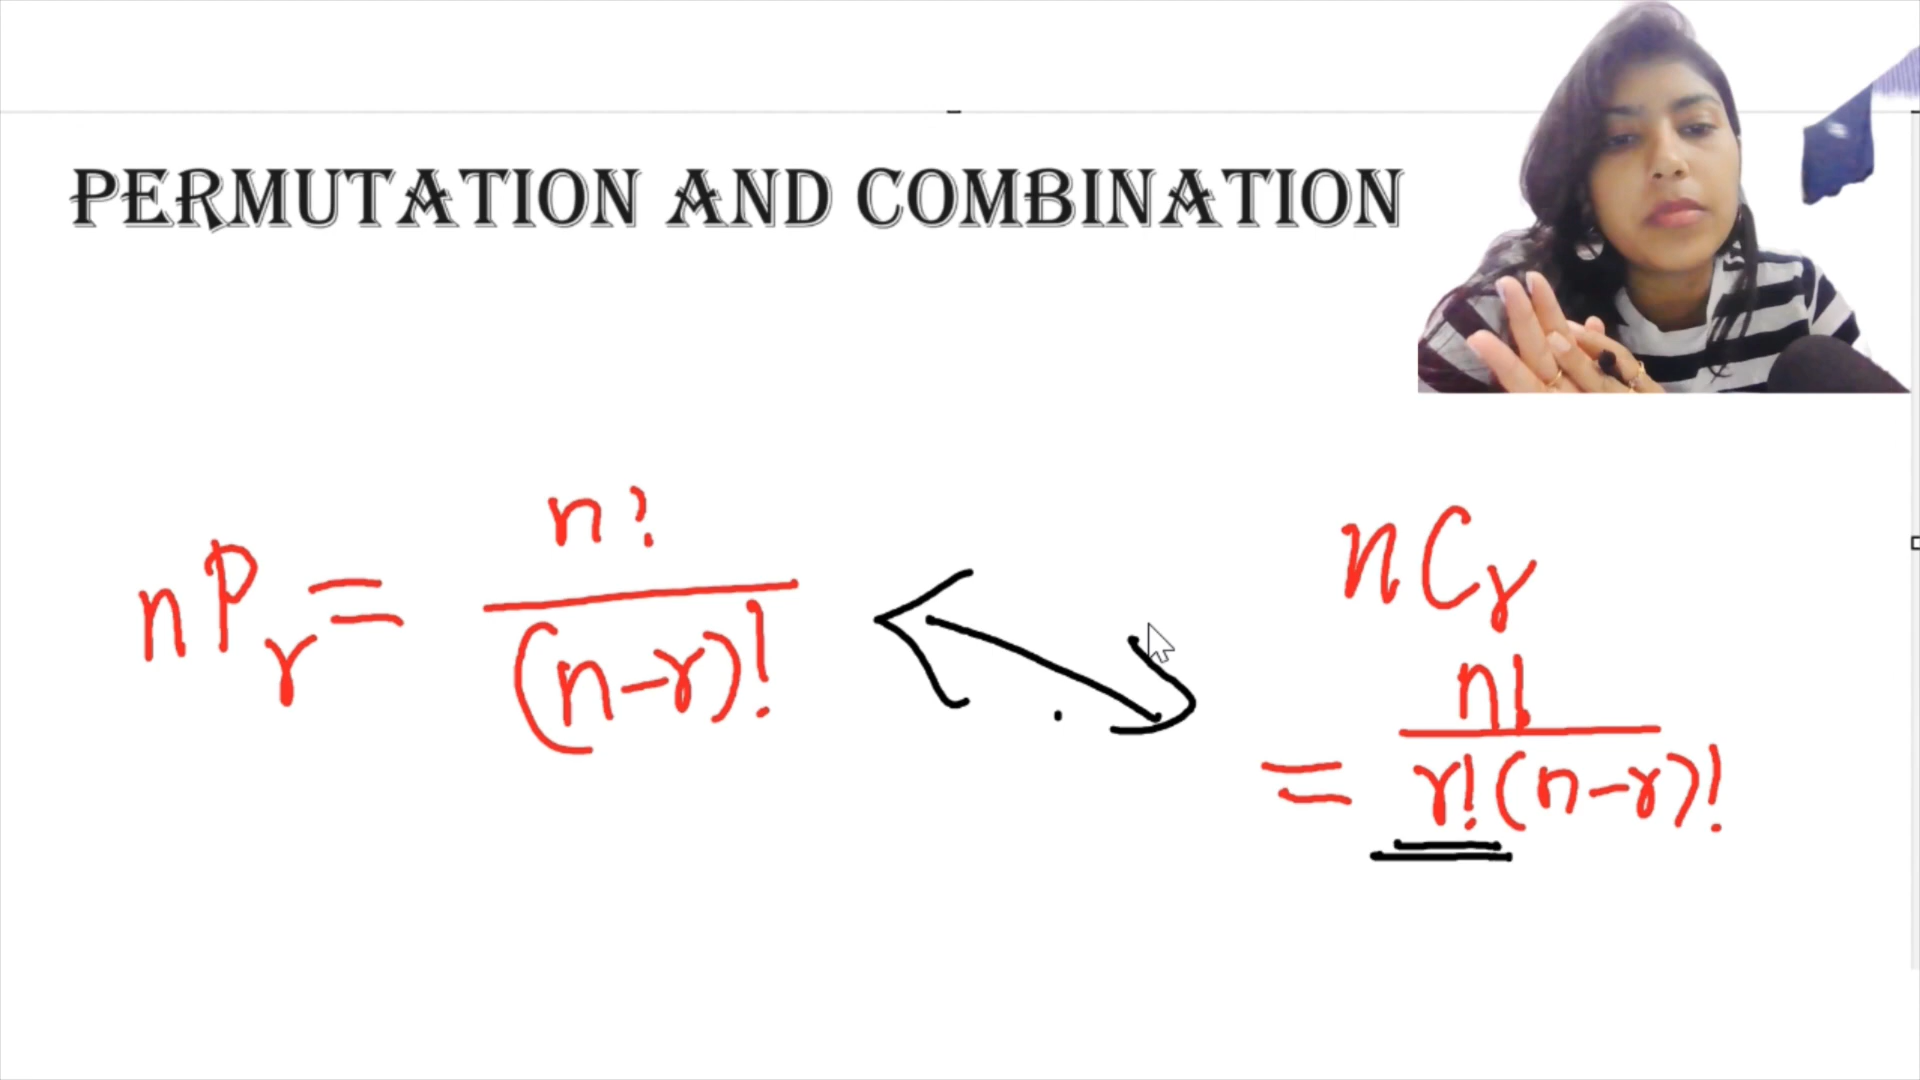 PERMUTATION AND COMBINATION
nPr = n! / (n-r)!
nCr
= n! / r!(n-r)!